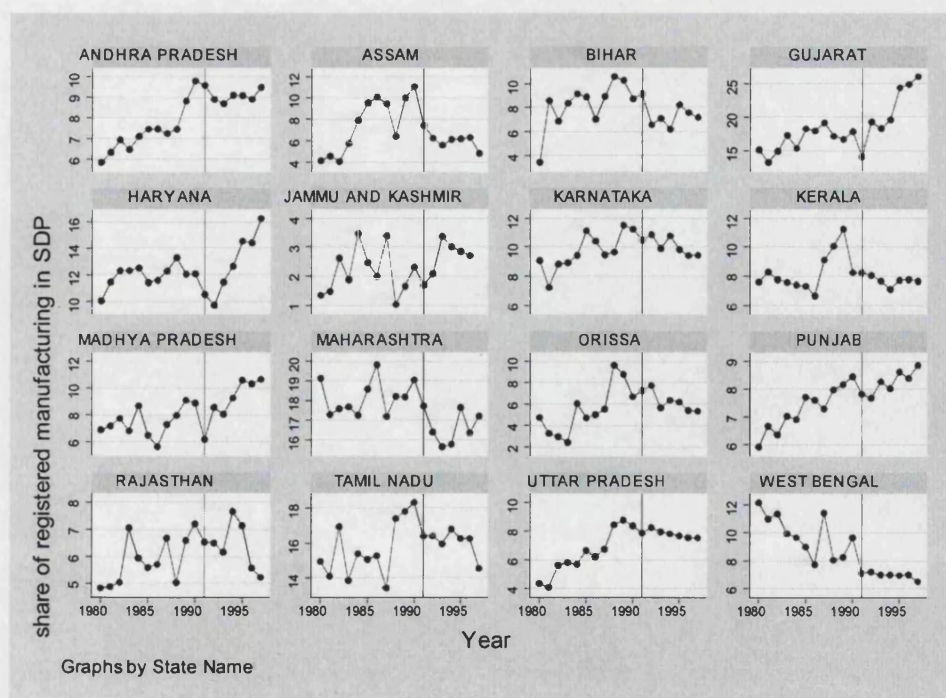 ANDHRA PRADESH ASSAM BIHAR GUJARAT
6 7 8 9 10
4 6 8 10 12
4 6 8 10
15 20 25
HARYANA JAMMU AND KASHMIR KARNATAKA KERALA
10 12 14 16
1 2 3 4
6 8 10 12
6 8 10 12
MADHYA PRADESH MAHARASHTRA ORISSA PUNJAB
6 8 10 12
16 17 18 19 20
2 4 6 8 10
6 7 8 9
RAJASTHAN TAMIL NADU UTTAR PRADESH WEST BENGAL
5 6 7 8
14 16 18
4 6 8 10
6 8 10 12
1980 1985 1990 1995 1980 1985 1990 1995 1980 1985 1990 1995 1980 1985 1990 1995
share of registered manufacturing in SDP
Year
Graphs by State Name